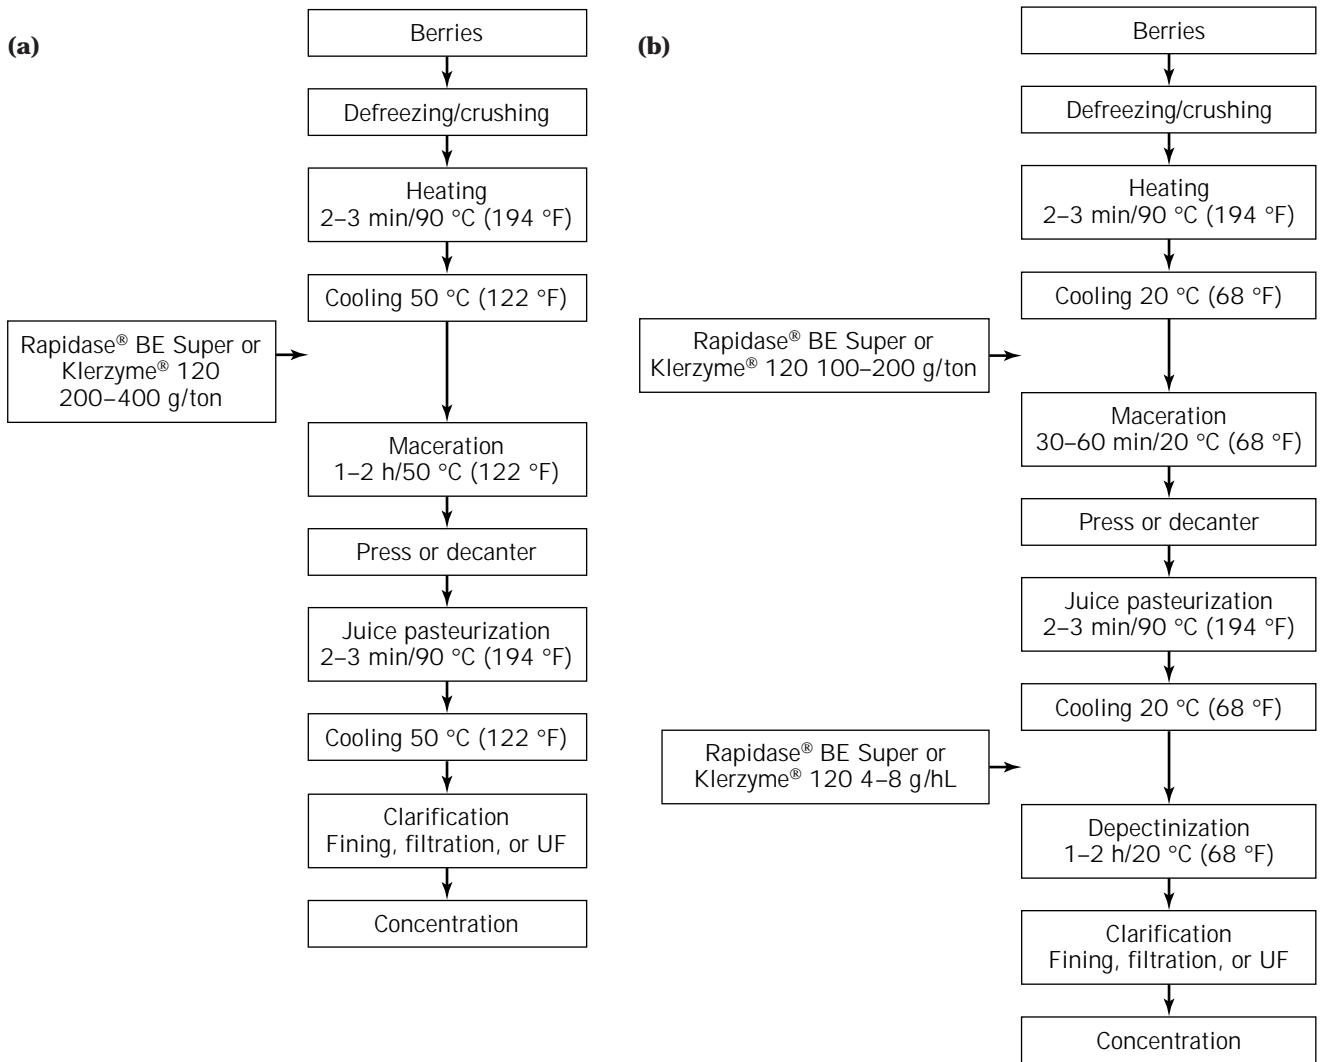 (a)
Berries
Defreezing/crushing
Heating
2–3 min/90 °C (194 °F)
Cooling 50 °C (122 °F)
Rapidase® BE Super or
Klerzyme® 120
200–400 g/ton
Maceration
1–2 h/50 °C (122 °F)
Press or decanter
Juice pasteurization
2–3 min/90 °C (194 °F)
Cooling 50 °C (122 °F)
Clarification
Fining, filtration, or UF
Concentration
(b)
Berries
Defreezing/crushing
Heating
2–3 min/90 °C (194 °F)
Cooling 20 °C (68 °F)
Rapidase® BE Super or
Klerzyme® 120 100–200 g/ton
Maceration
30–60 min/20 °C (68 °F)
Press or decanter
Juice pasteurization
2–3 min/90 °C (194 °F)
Cooling 20 °C (68 °F)
Rapidase® BE Super or
Klerzyme® 120 4–8 g/hL
Depectinization
1–2 h/20 °C (68 °F)
Clarification
Fining, filtration, or UF
Concentration